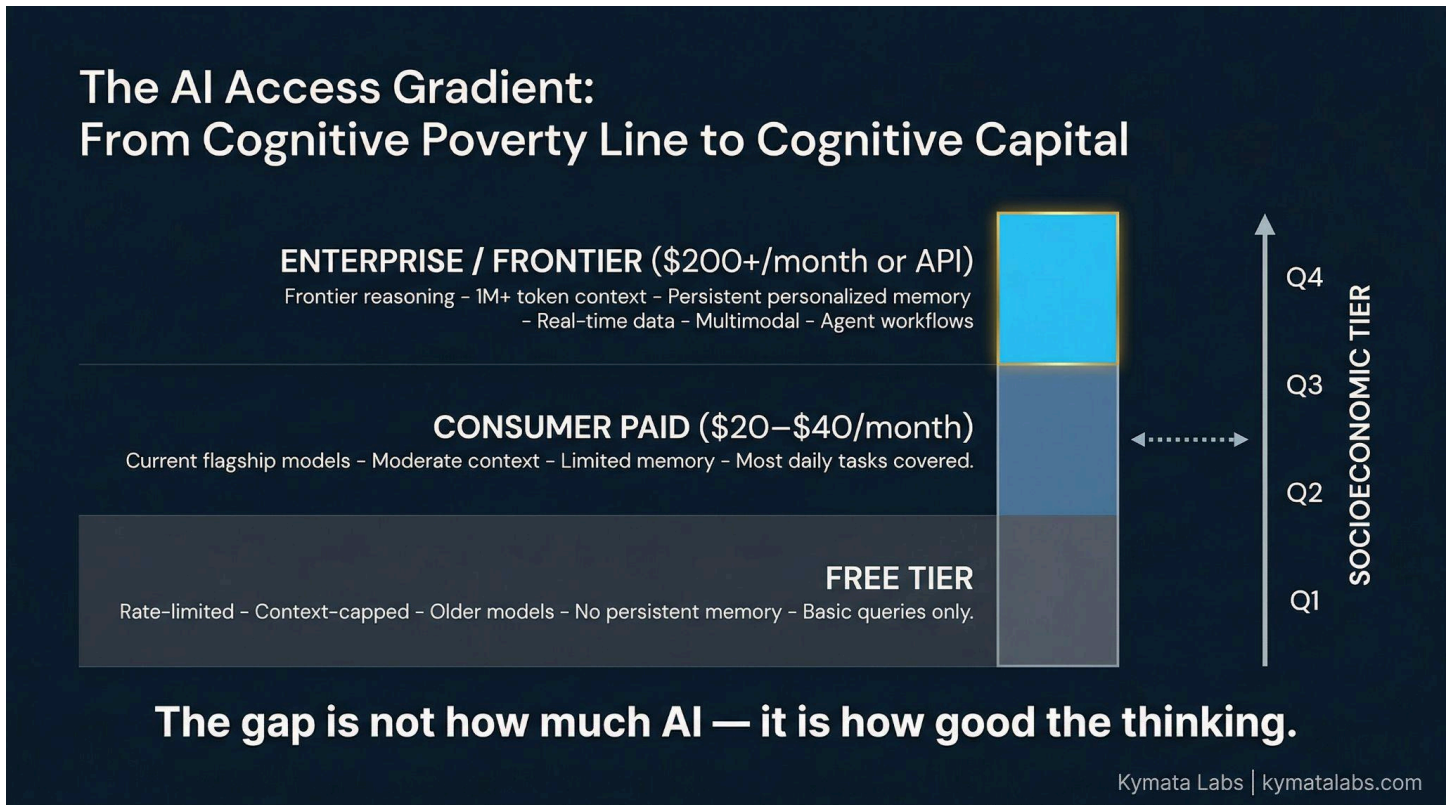 The AI Access Gradient:
From Cognitive Poverty Line to Cognitive Capital
ENTERPRISE / FRONTIER ($200+/month or API)
Frontier reasoning – 1M+ token context – Persistent personalized memory
– Real-time data – Multimodal – Agent workflows
CONSUMER PAID ($20–$40/month)
Current flagship models – Moderate context – Limited memory – Most daily tasks covered.
FREE TIER
Rate-limited – Context-capped – Older models – No persistent memory – Basic queries only.
Q4
Q3
Q2
Q1
SOCIOECONOMIC TIER
The gap is not how much AI — it is how good the thinking.
Kymata Labs | kymatalabs.com